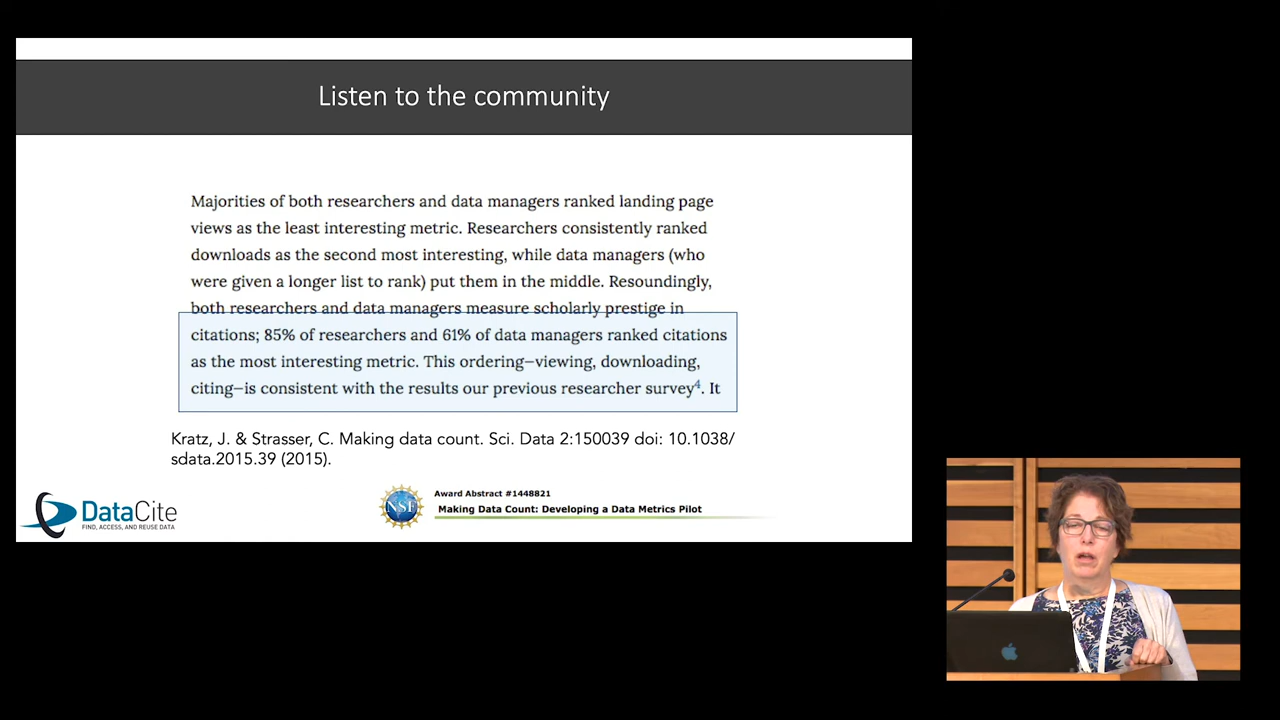 Listen to the community
Majorities of both researchers and data managers ranked landing page
views as the least interesting metric. Researchers consistently ranked
downloads as the second most interesting, while data managers (who
were given a longer list to rank) put them in the middle. Resoundingly,
both researchers and data managers measure scholarly prestige in
citations; 85% of researchers and 61% of data managers ranked citations
as the most interesting metric. This ordering—viewing, downloading,
citing—is consistent with the results our previous researcher survey4. It
Kratz, J. & Strasser, C. Making data count. Sci. Data 2:150039 doi: 10.1038/
sdata.2015.39 (2015).
DataCite
FIND, ACCESS, AND REUSE DATA
NSF
Award Abstract #1448821
Making Data Count: Developing a Data Metrics Pilot